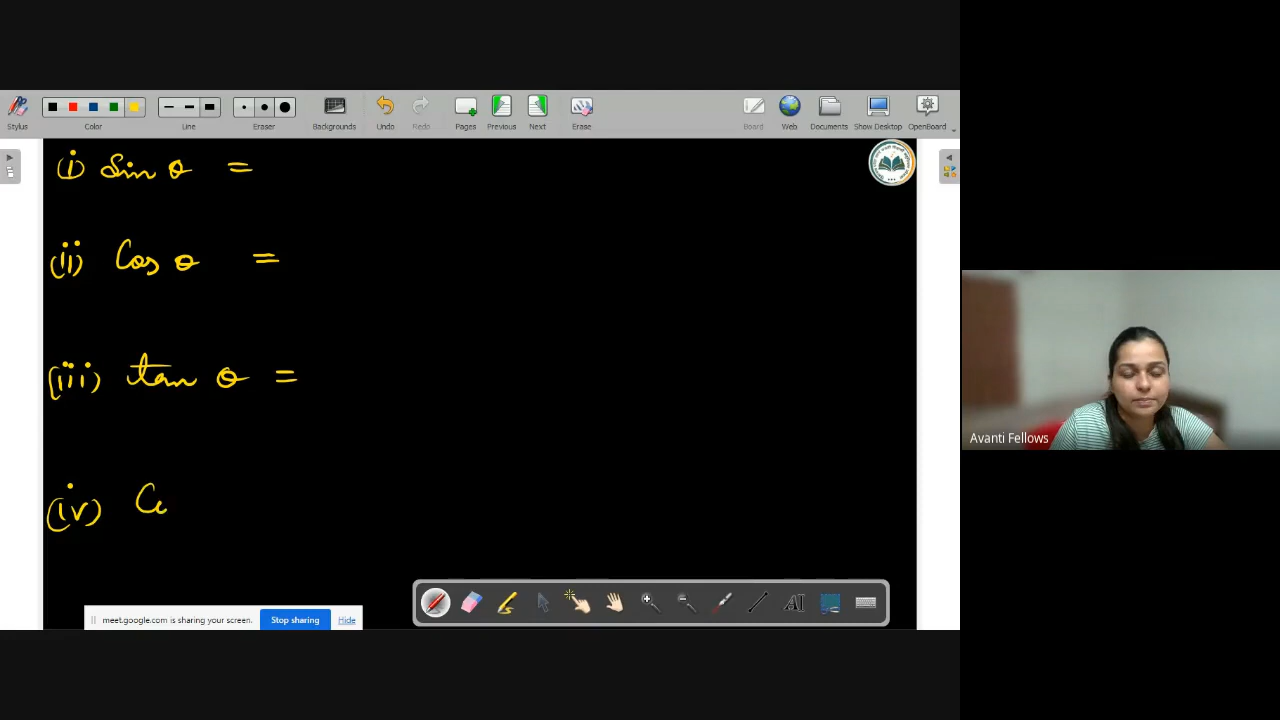 Stylus
Color
Line
Eraser
Backgrounds
Undo
Redo
Pages
Previous
Next
Erase
Board
Web
Documents
Show Desktop
OpenBoard
(i) Sin θ =
(ii) Cos θ =
(iii) tan θ =
(iv) Co
Avanti Fellows
meet.google.com is sharing your screen. Stop sharing Hide